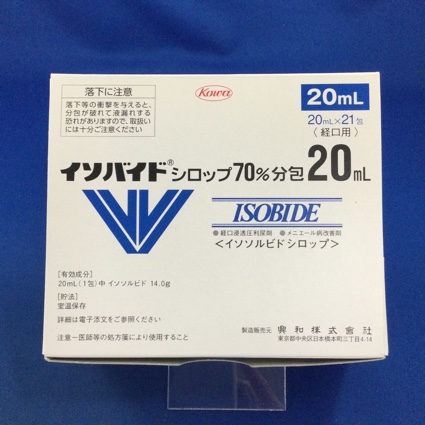 落下に注意
落下等の衝撃を与えると、
分包が破れて液漏れする
恐れがありますので、取扱い
には十分ご注意ください
Kowa
20mL
20mL×21包
〈経口用〉
イソバイド®シロップ70%分包20mL
ISOBIDE
●経口浸透圧利尿剤 ●メニエール病改善剤
<イソソルビドシロップ>
[有効成分]
20mL(1包)中 イソソルビド 14.0g
[貯法]
室温保存
詳細は電子添文をご参照ください
注意-医師等の処方箋により使用すること
製造販売元 興和株式会社
東京都中央区日本橋本町三丁目4-14